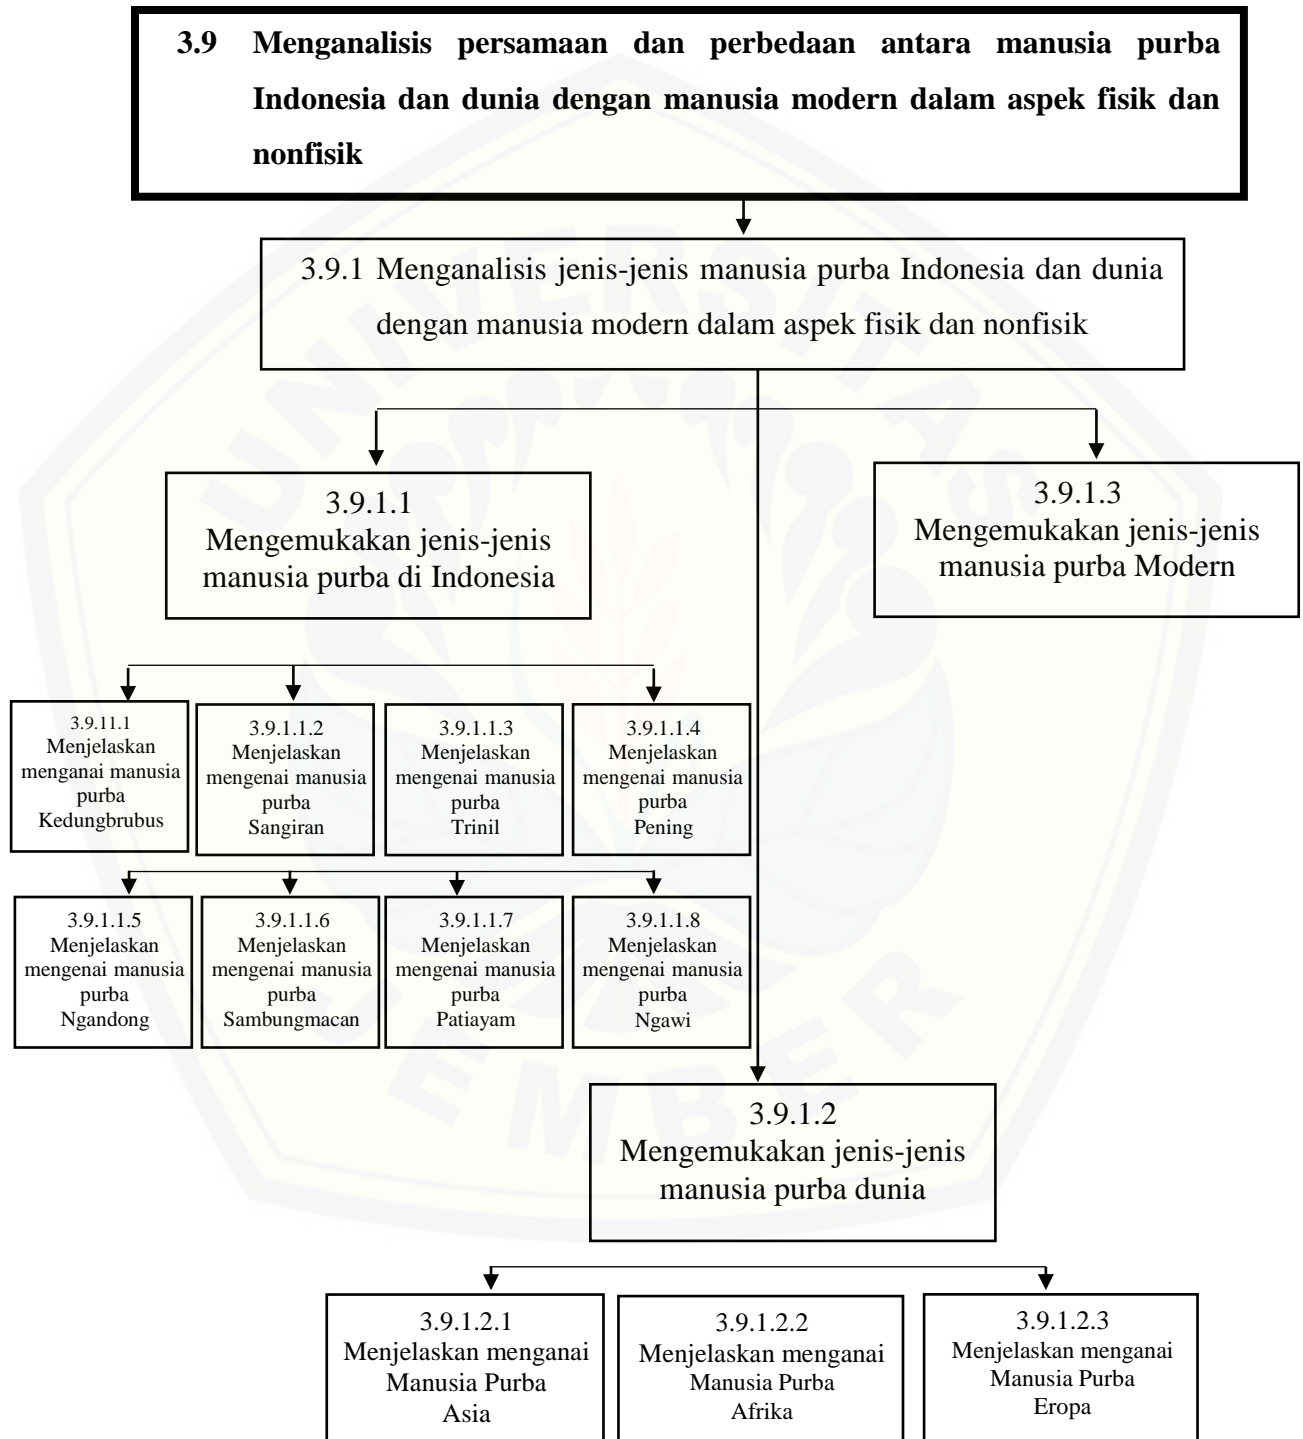 3.9 Menganalisis persamaan dan perbedaan antara manusia purba
Indonesia dan dunia dengan manusia modern dalam aspek fisik dan
nonfisik
3.9.1 Menganalisis jenis-jenis manusia purba Indonesia dan dunia
dengan manusia modern dalam aspek fisik dan nonfisik
3.9.1.1
Mengemukakan jenis-jenis
manusia purba di Indonesia
3.9.1.3
Mengemukakan jenis-jenis
manusia purba Modern
3.9.11.1
Menjelaskan
menganai manusia
purba
Kedungbrubus
3.9.1.1.2
Menjelaskan
mengenai manusia
purba
Sangiran
3.9.1.1.3
Menjelaskan
mengenai manusia
purba
Trinil
3.9.1.1.4
Menjelaskan
mengenai manusia
purba
Pening
3.9.1.1.5
Menjelaskan
mengenai manusia
purba
Ngandong
3.9.1.1.6
Menjelaskan
mengenai manusia
purba
Sambungmacan
3.9.1.1.7
Menjelaskan
mengenai manusia
purba
Patiayam
3.9.1.1.8
Menjelaskan
mengenai manusia
purba
Ngawi
3.9.1.2
Mengemukakan jenis-jenis
manusia purba dunia
3.9.1.2.1
Menjelaskan menganai
Manusia Purba
Asia
3.9.1.2.2
Menjelaskan menganai
Manusia Purba
Afrika
3.9.1.2.3
Menjelaskan menganai
Manusia Purba
Eropa
UNIVERSITAS
JEMBER